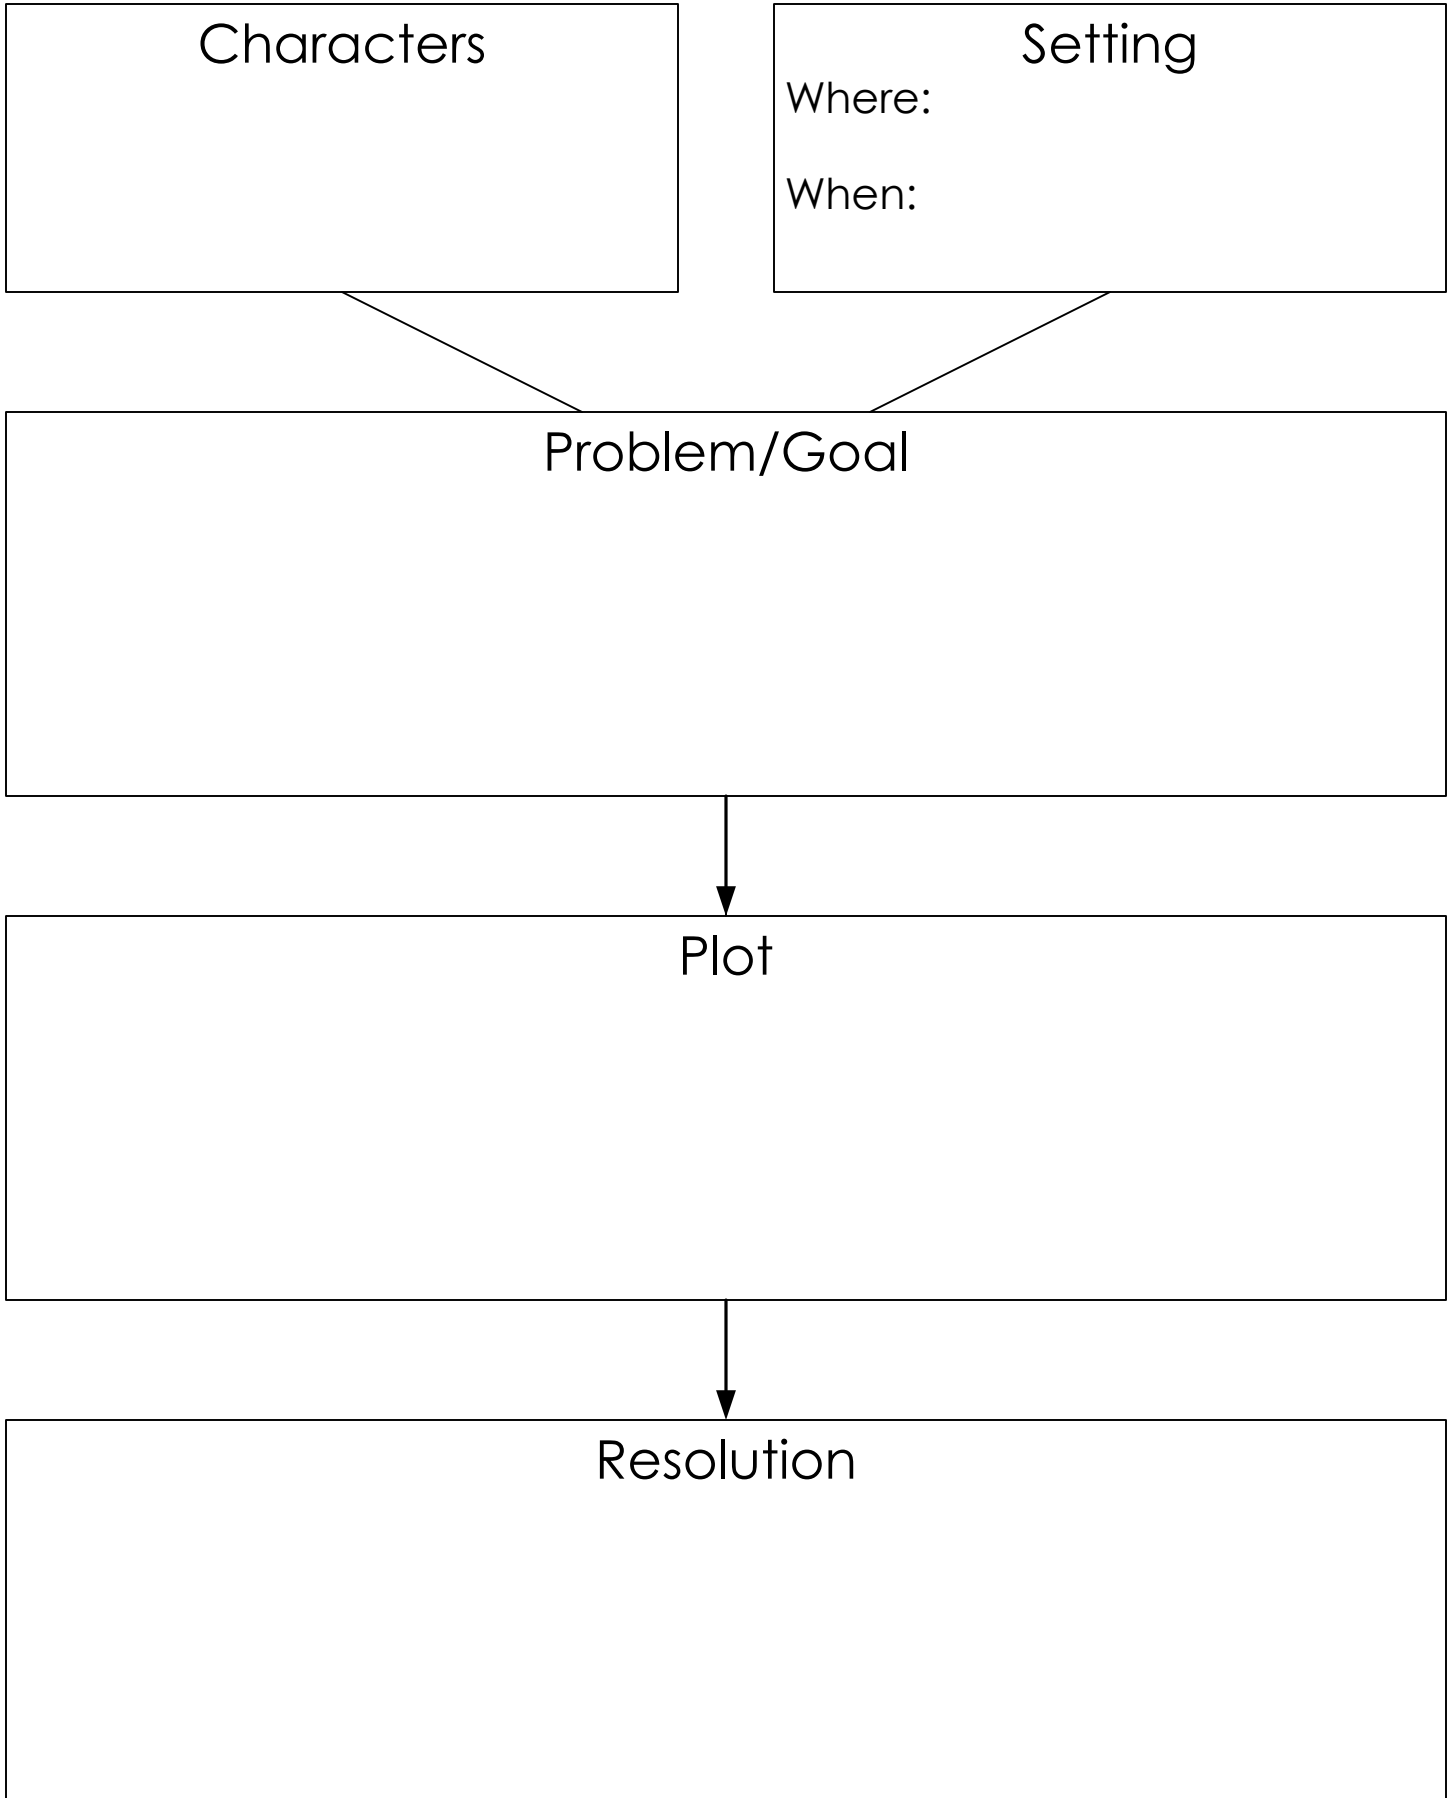 Characters
Setting
Where:
When:
Problem/Goal
Plot
Resolution